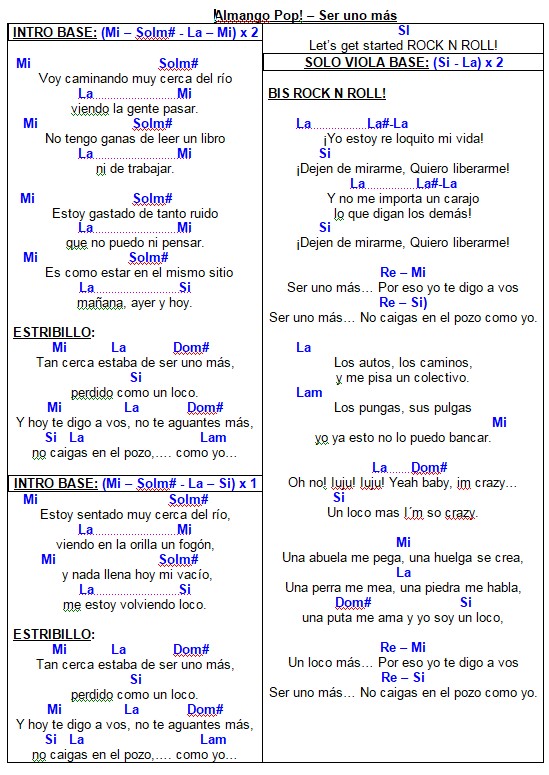 Almango Pop! – Ser uno más
INTRO BASE: (Mi – Solm# - La – Mi) x 2
Mi Solm#
Voy caminando muy cerca del río
La..........................Mi
viendo la gente pasar.
Mi Solm#
No tengo ganas de leer un libro
La..........................Mi
ni de trabajar.
Mi Solm#
Estoy gastado de tanto ruido
La..........................Mi
que no puedo ni pensar.
Mi Solm#
Es como estar en el mismo sitio
La..........................Si
mañana, ayer y hoy.
ESTRIBILLO:
Mi La Dom#
Tan cerca estaba de ser uno más,
Si
perdido como un loco.
Mi La Dom#
Y hoy te digo a vos, no te aguantes más,
Si La Lam
no caigas en el pozo,…. como yo…
INTRO BASE: (Mi – Solm# - La – Si) x 1
Mi Solm#
Estoy sentado muy cerca del río,
La..........................Mi
viendo en la orilla un fogón,
Mi Solm#
y nada llena hoy mi vacío,
La..........................Si
me estoy volviendo loco.
ESTRIBILLO:
Mi La Dom#
Tan cerca estaba de ser uno más,
Si
perdido como un loco.
Mi La Dom#
Y hoy te digo a vos, no te aguantes más,
Si La Lam
no caigas en el pozo,…. como yo…
SI
Let’s get started ROCK N ROLL!
SOLO VIOLA BASE: (Si - La) x 2
BIS ROCK N ROLL!
La.................La#-La
¡Yo estoy re loquito mi vida!
Si
¡Dejen de mirarme, Quiero liberarme!
La...............La#-La
Y no me importa un carajo
lo que digan los demás!
Si
¡Dejen de mirarme, Quiero liberarme!
Re – Mi
Ser uno más… Por eso yo te digo a vos
Re – Si)
Ser uno más… No caigas en el pozo como yo.
La
Los autos, los caminos,
y me pisa un colectivo.
Lam
Los pungas, sus pulgas
Mi
yo ya esto no lo puedo bancar.
La.......Dom#
Oh no! Iuju! Iuju! Yeah baby, im crazy…
Si
Un loco mas I´m so crazy.
Mi
Una abuela me pega, una huelga se crea,
La
Una perra me mea, una piedra me habla,
Dom# Si
una puta me ama y yo soy un loco,
Re – Mi
Un loco más… Por eso yo te digo a vos
Re – Si
Ser uno más… No caigas en el pozo como yo.